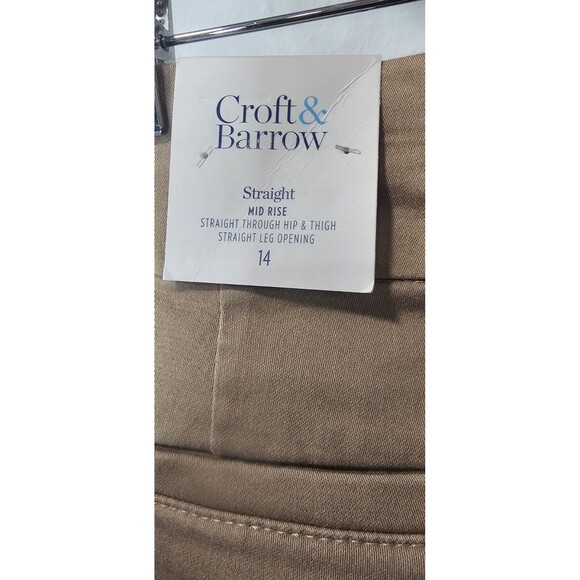 Croft&
Barrow
Straight
MID RISE
STRAIGHT THROUGH HIP & THIGH
STRAIGHT LEG OPENING
14